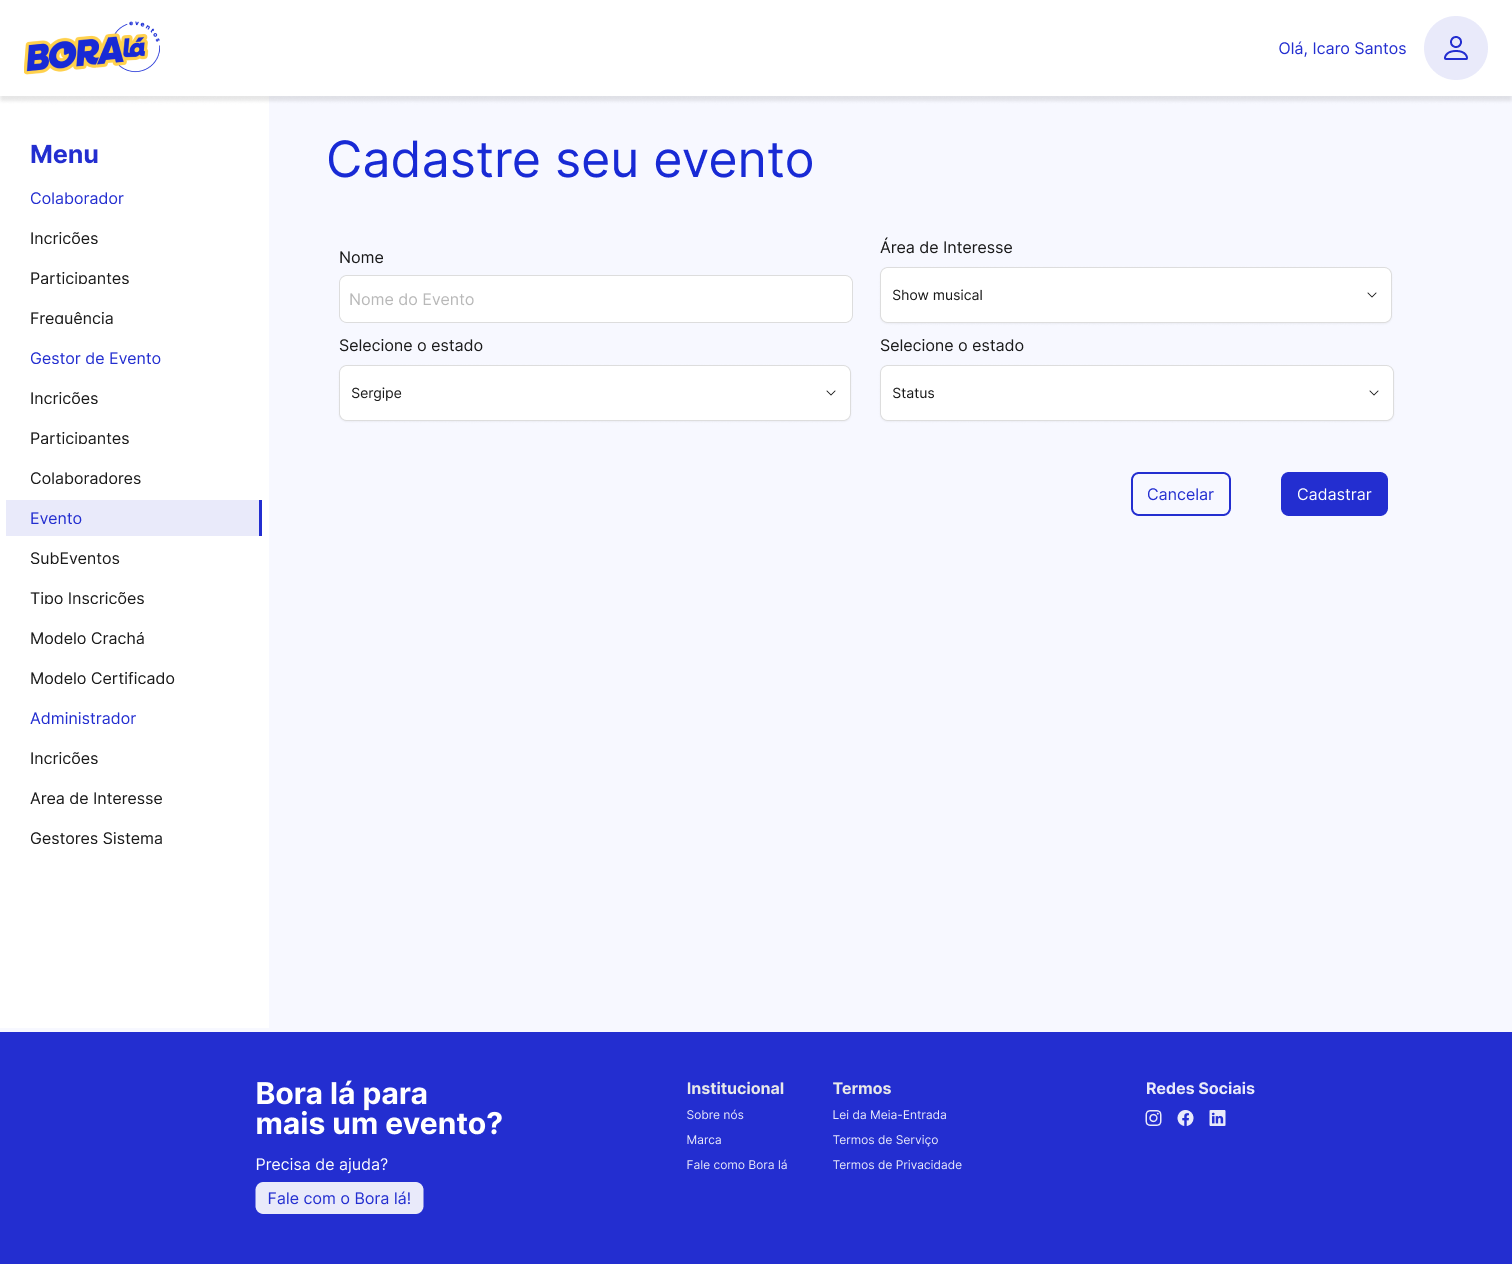 BORA lá eventos
Olá, Icaro Santos
Menu
Colaborador
Incrições
Participantes
Frequência
Gestor de Evento
Incrições
Participantes
Colaboradores
Evento
SubEventos
Tipo Inscrições
Modelo Crachá
Modelo Certificado
Administrador
Incrições
Area de Interesse
Gestores Sistema
Cadastre seu evento
Nome
Nome do Evento
Área de Interesse
Show musical
Selecione o estado
Sergipe
Selecione o estado
Status
Cancelar
Cadastrar
Bora lá para
mais um evento?
Precisa de ajuda?
Fale com o Bora lá!
Institucional
Sobre nós
Marca
Fale como Bora lá
Termos
Lei da Meia-Entrada
Termos de Serviço
Termos de Privacidade
Redes Sociais